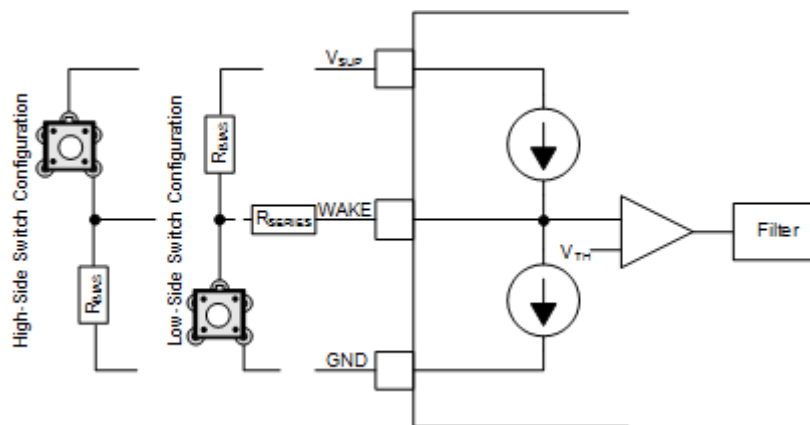 High-Side Switch Configuration
RBIAS
Low-Side Switch Configuration
RBIAS
RSERIES
VSUP
WAKE
GND
VTH
Filter